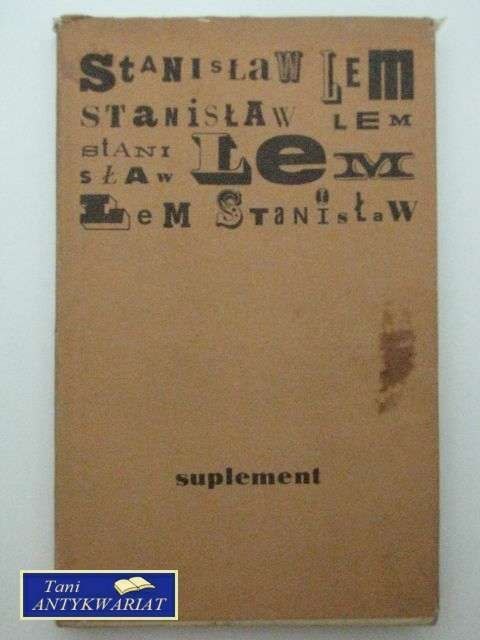 StaNiSŁaW LEM
STaNiSŁAW LEM
STANI LEM
SŁAW
LEM STaNiSŁaW
suplement
Tani
ANTYKWARIAT